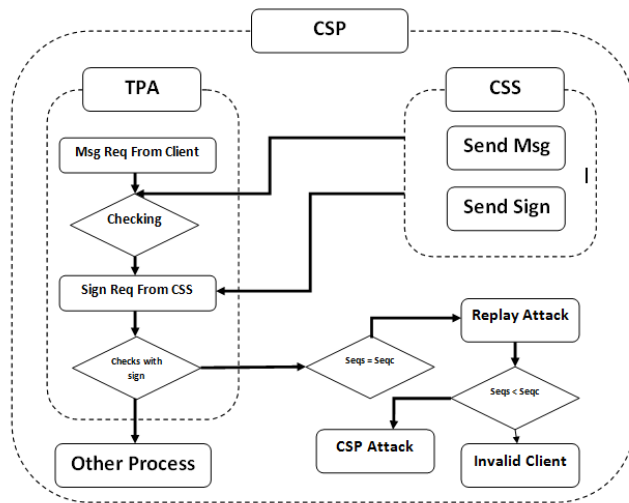 CSP
TPA
CSS
Msg Req From Client
Send Msg
Checking
Send Sign
Sign Req From CSS
Replay Attack
Checks with
sign
Seqs = Seqc
Seqs < Seqc
CSP Attack
Other Process
Invalid Client